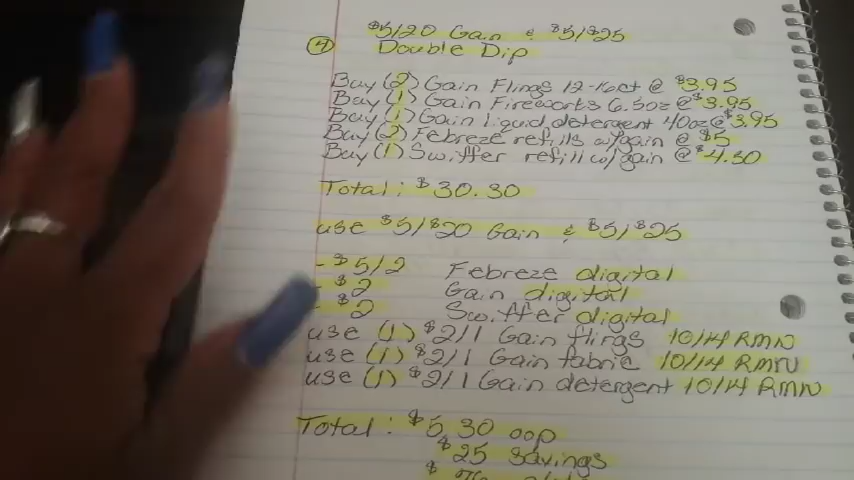 $5/20 Gain & $5/$25
4 Double Dip
Buy (2) Gain Flings 12-16ct @ $3.95
Buy (1) Gain Fireworks 6.5oz @ $3.95
Buy (1) Gain liquid detergent 40oz @ $3.95
Buy (2) Febreze refills w/gain @ $5
Buy (1) Swiffer refill w/gain @ $4.50
Total: $30.30
use $5/$20 Gain & $5/$25
- $5/2 Febreze digital
- $2 Gain digital
- $2 Swiffer digital
use (1) $2/1 Gain flings 10/14 RMN
use (1) $2/1 Gain fabric 10/14 RMN
use (1) $2/1 Gain detergent 10/14 RMN
Total: $5.30 oop
$25 savings
$